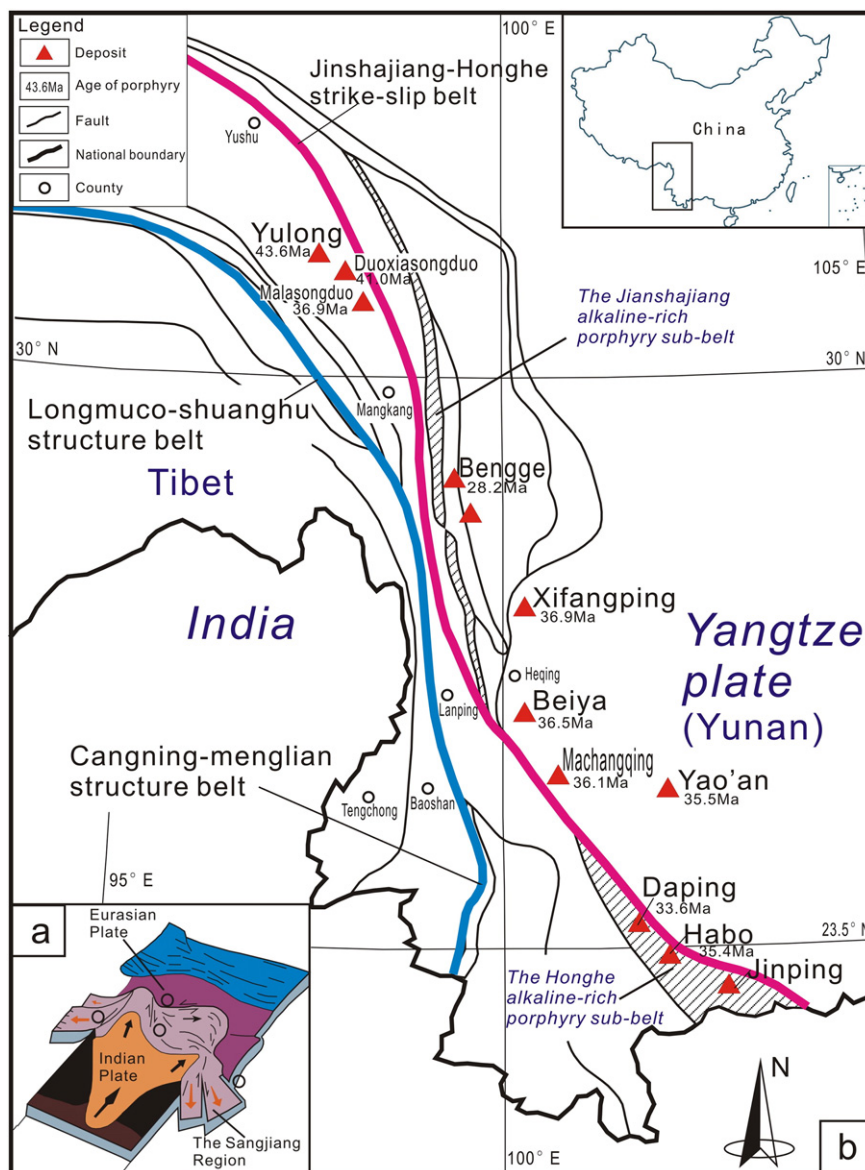 Legend
Deposit
43.6Ma
Age of porphyry
Fault
National boundary
County
100° E
Jinshajiang-Honghe
strike-slip belt
China
Yushu
Yulong
43.6Ma
Duoxiasongduo
41.0Ma
Malasongduo
36.9Ma
105° E
The Jianshajiang
alkaline-rich
porphyry sub-belt
30° N
30° N
Mangkang
Longmuco-shuanghu
structure belt
Tibet
Bengge
28.2Ma
India
Xifangping
36.9Ma
Yangtze
plate
(Yunan)
Heqing
Lanping
Beiya
36.5Ma
Cangning-menglian
structure belt
Machangqing
36.1Ma
Yao'an
35.5Ma
Tengchong
Baoshan
95° E
Daping
33.6Ma
Habo
35.4Ma
23.5° N
Jinping
The Honghe
alkaline-rich
porphyry sub-belt
a
Eurasian
Plate
Indian
Plate
The Sangjiang
Region
100° E
N
b